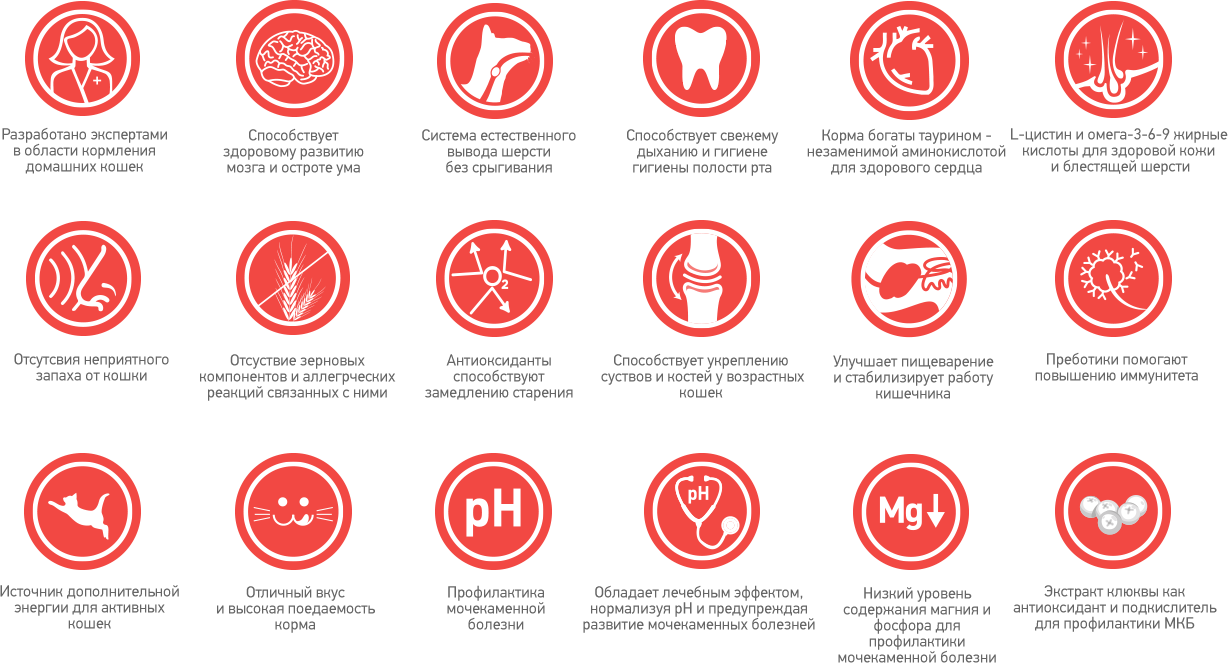 Разработано экспертами
в области кормления
домашних кошек
Способствует
здоровому развитию
мозга и остроте ума
Система естественного
вывода шерсти
без срыгивания
Способствует свежему
дыханию и гигиене
гигиены полости рта
Корма богаты таурином -
незаменимой аминокислотой
для здорового сердца
L-цистин и омега-3-6-9 жирные
кислоты для здоровой кожи
и блестящей шерсти
O2
Отсутсвия неприятного
запаха от кошки
Отсуствие зерновых
компонентов и аллегрческих
реакций связанных с ними
Антиоксиданты
способствуют
замедлению старения
Способствует укреплению
суствов и костей у возрастных
кошек
Улучшает пищеварение
и стабилизирует работу
кишечника
Преботики помогают
повышению иммунитета
pH
pH
Mg
Источник дополнительной
энергии для активных
кошек
Отличный вкус
и высокая поедаемость
корма
Профилактика
мочекаменной
болезни
Обладает лечебным эффектом,
нормализуя pH и предупреждая
развитие мочекаменных болезней
Низкий уровень
содержания магния и
фосфора для
профилактики
мочекаменной болезни
Экстракт клюквы как
антиоксидант и подкислитель
для профилактики МКБ